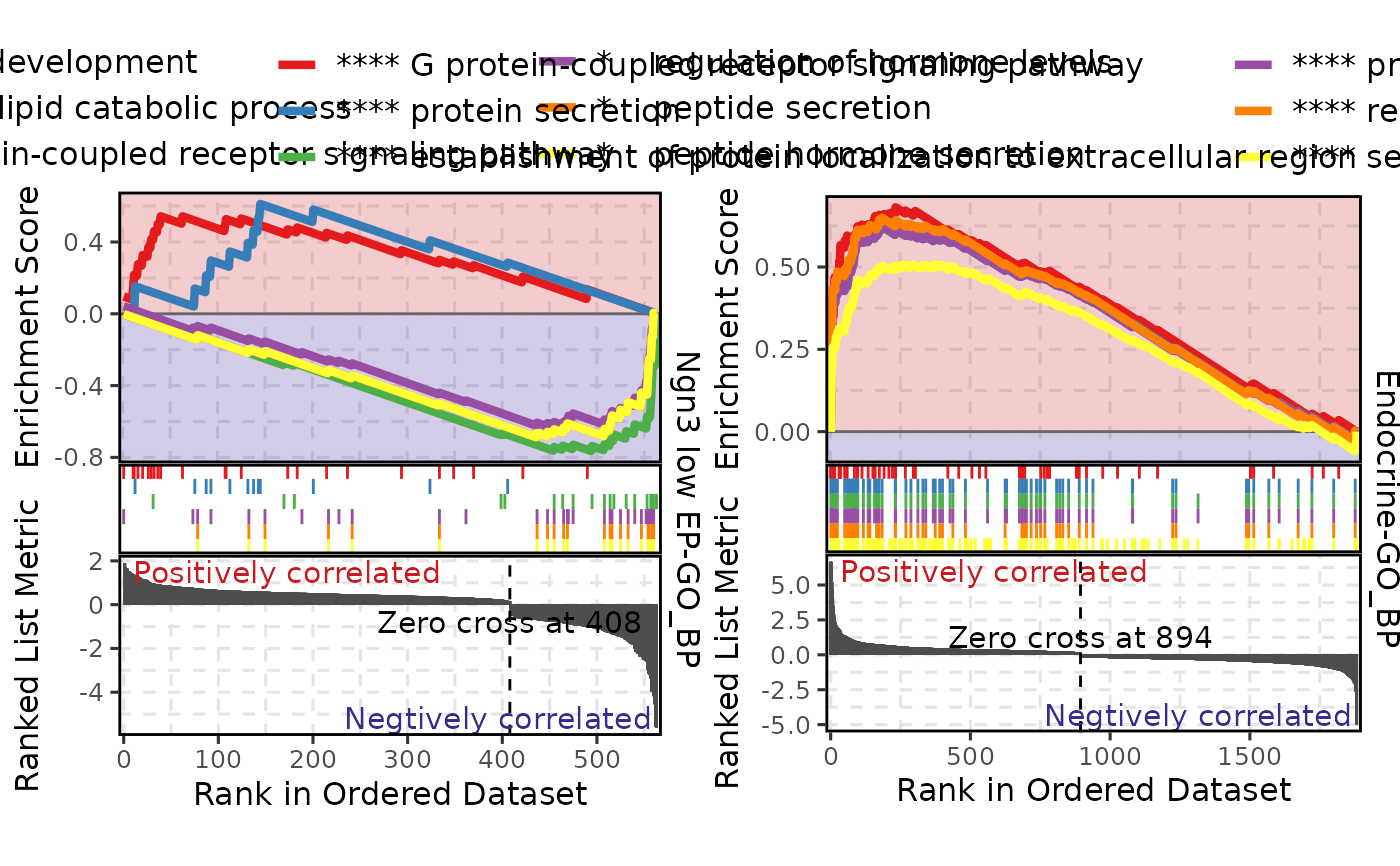 development
**** G protein-coupled receptor signaling pathway
* regulation of hormone levels
**** pr
lipid catabolic process
**** protein secretion
* peptide secretion
**** re
in-coupled receptor signaling pathway
**** establishment of protein localization to extracellular region
* peptide hormone secretion
**** se
Enrichment Score
0.4
0.0
-0.4
-0.8
Ranked List Metric
2
0
-2
-4
Positively correlated
Zero cross at 408
Negtively correlated
0 100 200 300 400 500
Rank in Ordered Dataset
Ngn3 low EP-GO_BP
Enrichment Score
0.50
0.25
0.00
Ranked List Metric
5.0
2.5
0.0
-2.5
-5.0
Positively correlated
Zero cross at 894
Negtively correlated
0 500 1000 1500
Rank in Ordered Dataset
Endocrine-GO_BP